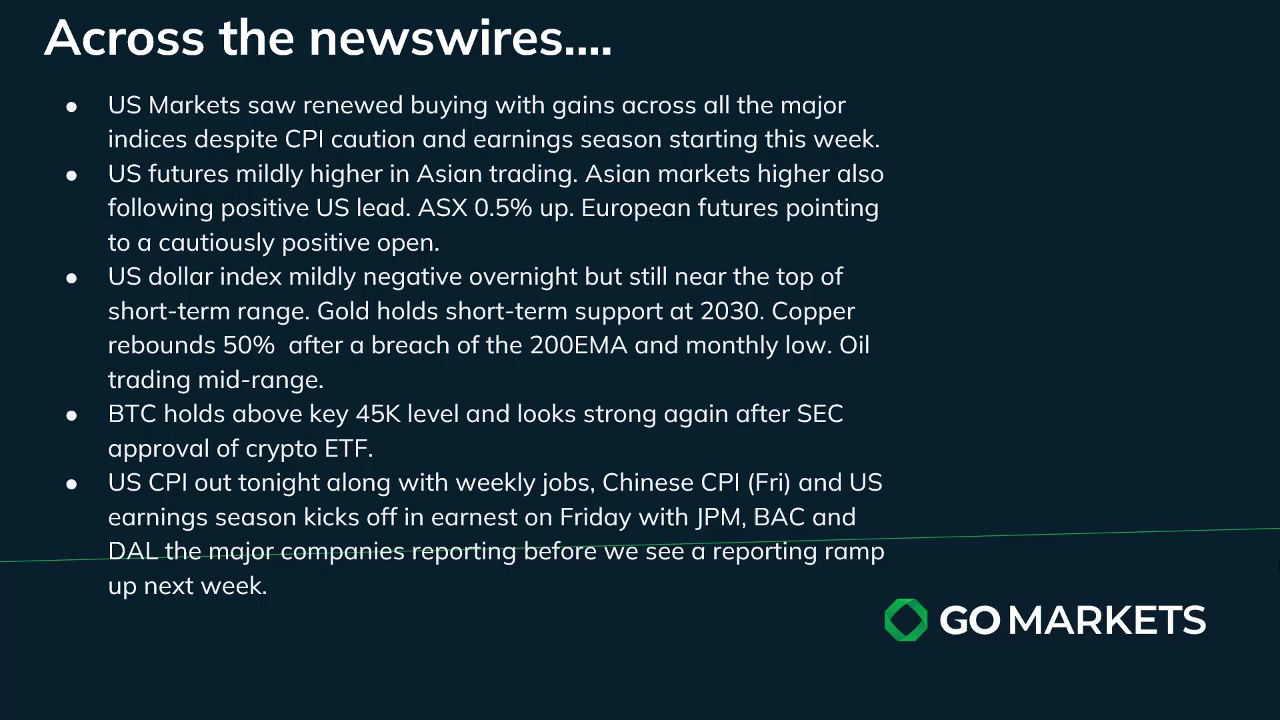 Across the newswires....
● US Markets saw renewed buying with gains across all the major
indices despite CPI caution and earnings season starting this week.
● US futures mildly higher in Asian trading. Asian markets higher also
following positive US lead. ASX 0.5% up. European futures pointing
to a cautiously positive open.
● US dollar index mildly negative overnight but still near the top of
short-term range. Gold holds short-term support at 2030. Copper
rebounds 50%  after a breach of the 200EMA and monthly low. Oil
trading mid-range.
● BTC holds above key 45K level and looks strong again after SEC
approval of crypto ETF.
● US CPI out tonight along with weekly jobs, Chinese CPI (Fri) and US
earnings season kicks off in earnest on Friday with JPM, BAC and
DAL the major companies reporting before we see a reporting ramp
up next week.
GO MARKETS